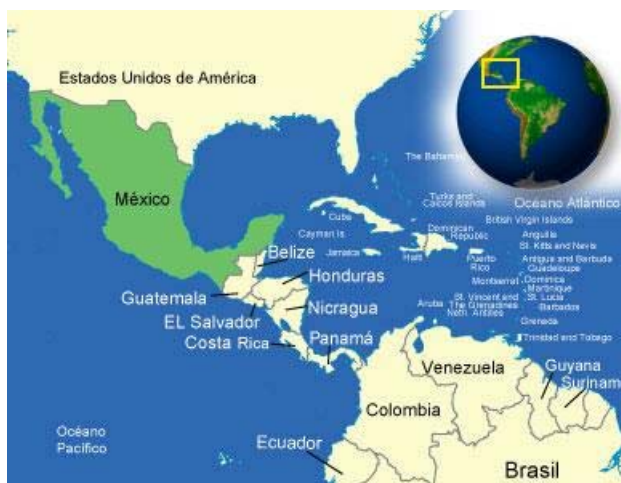 Estados Unidos de América
México
The Bahamas
Océano Atlántico
Turks and
Caicos Islands
British Virgin Islands
Cuba
Cayman Is.
Dominican
Republic
Anguilla
St. Kitts and Nevis
Jamaica
Haiti
Puerto
Rico
Antigua and Barbuda
Guadeloupe
Belize
Montserrat
Dominica
Honduras
Martinique
Guatemala
Aruba
St. Vincent and
The Grenadines
St. Lucia
Neth. Antilles
Barbados
Nicragua
EL Salvador
Grenada
Costa Rica
Panamá
Trinidad and Tobago
Venezuela
Guyana
Surinam
Colombia
Océano
Pacífico
Ecuador
Brasil